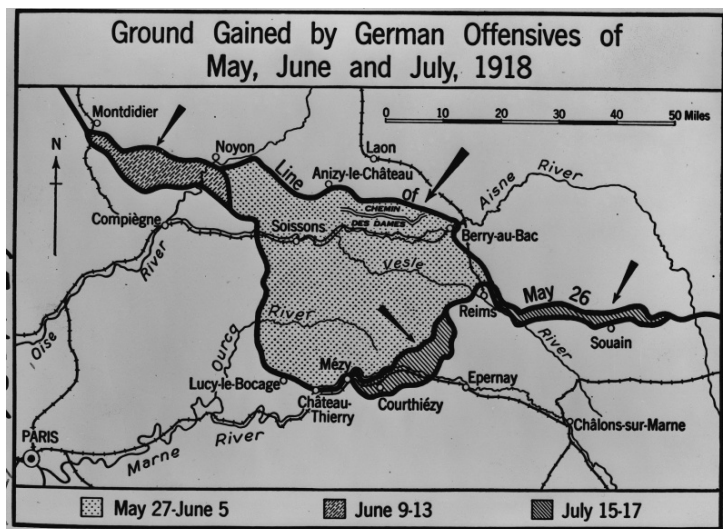 Ground Gained by German Offensives of
May, June and July, 1918
Montdidier
0 10 20 30 40 50 Miles
N
Noyon
Laon
Line of
Anizy-le-Château
Aisne River
CHEMIN
DES DAMES
Compiègne
Soissons
Berry-au-Bac
River
Vesle
May 26
Reims
Souain
River
Ourcq River
Oise
Mézy
Lucy-le-Bocage
Epernay
Château-
Thierry
Courthiézy
Châlons-sur-Marne
PARIS
Marne River
May 27-June 5
June 9-13
July 15-17